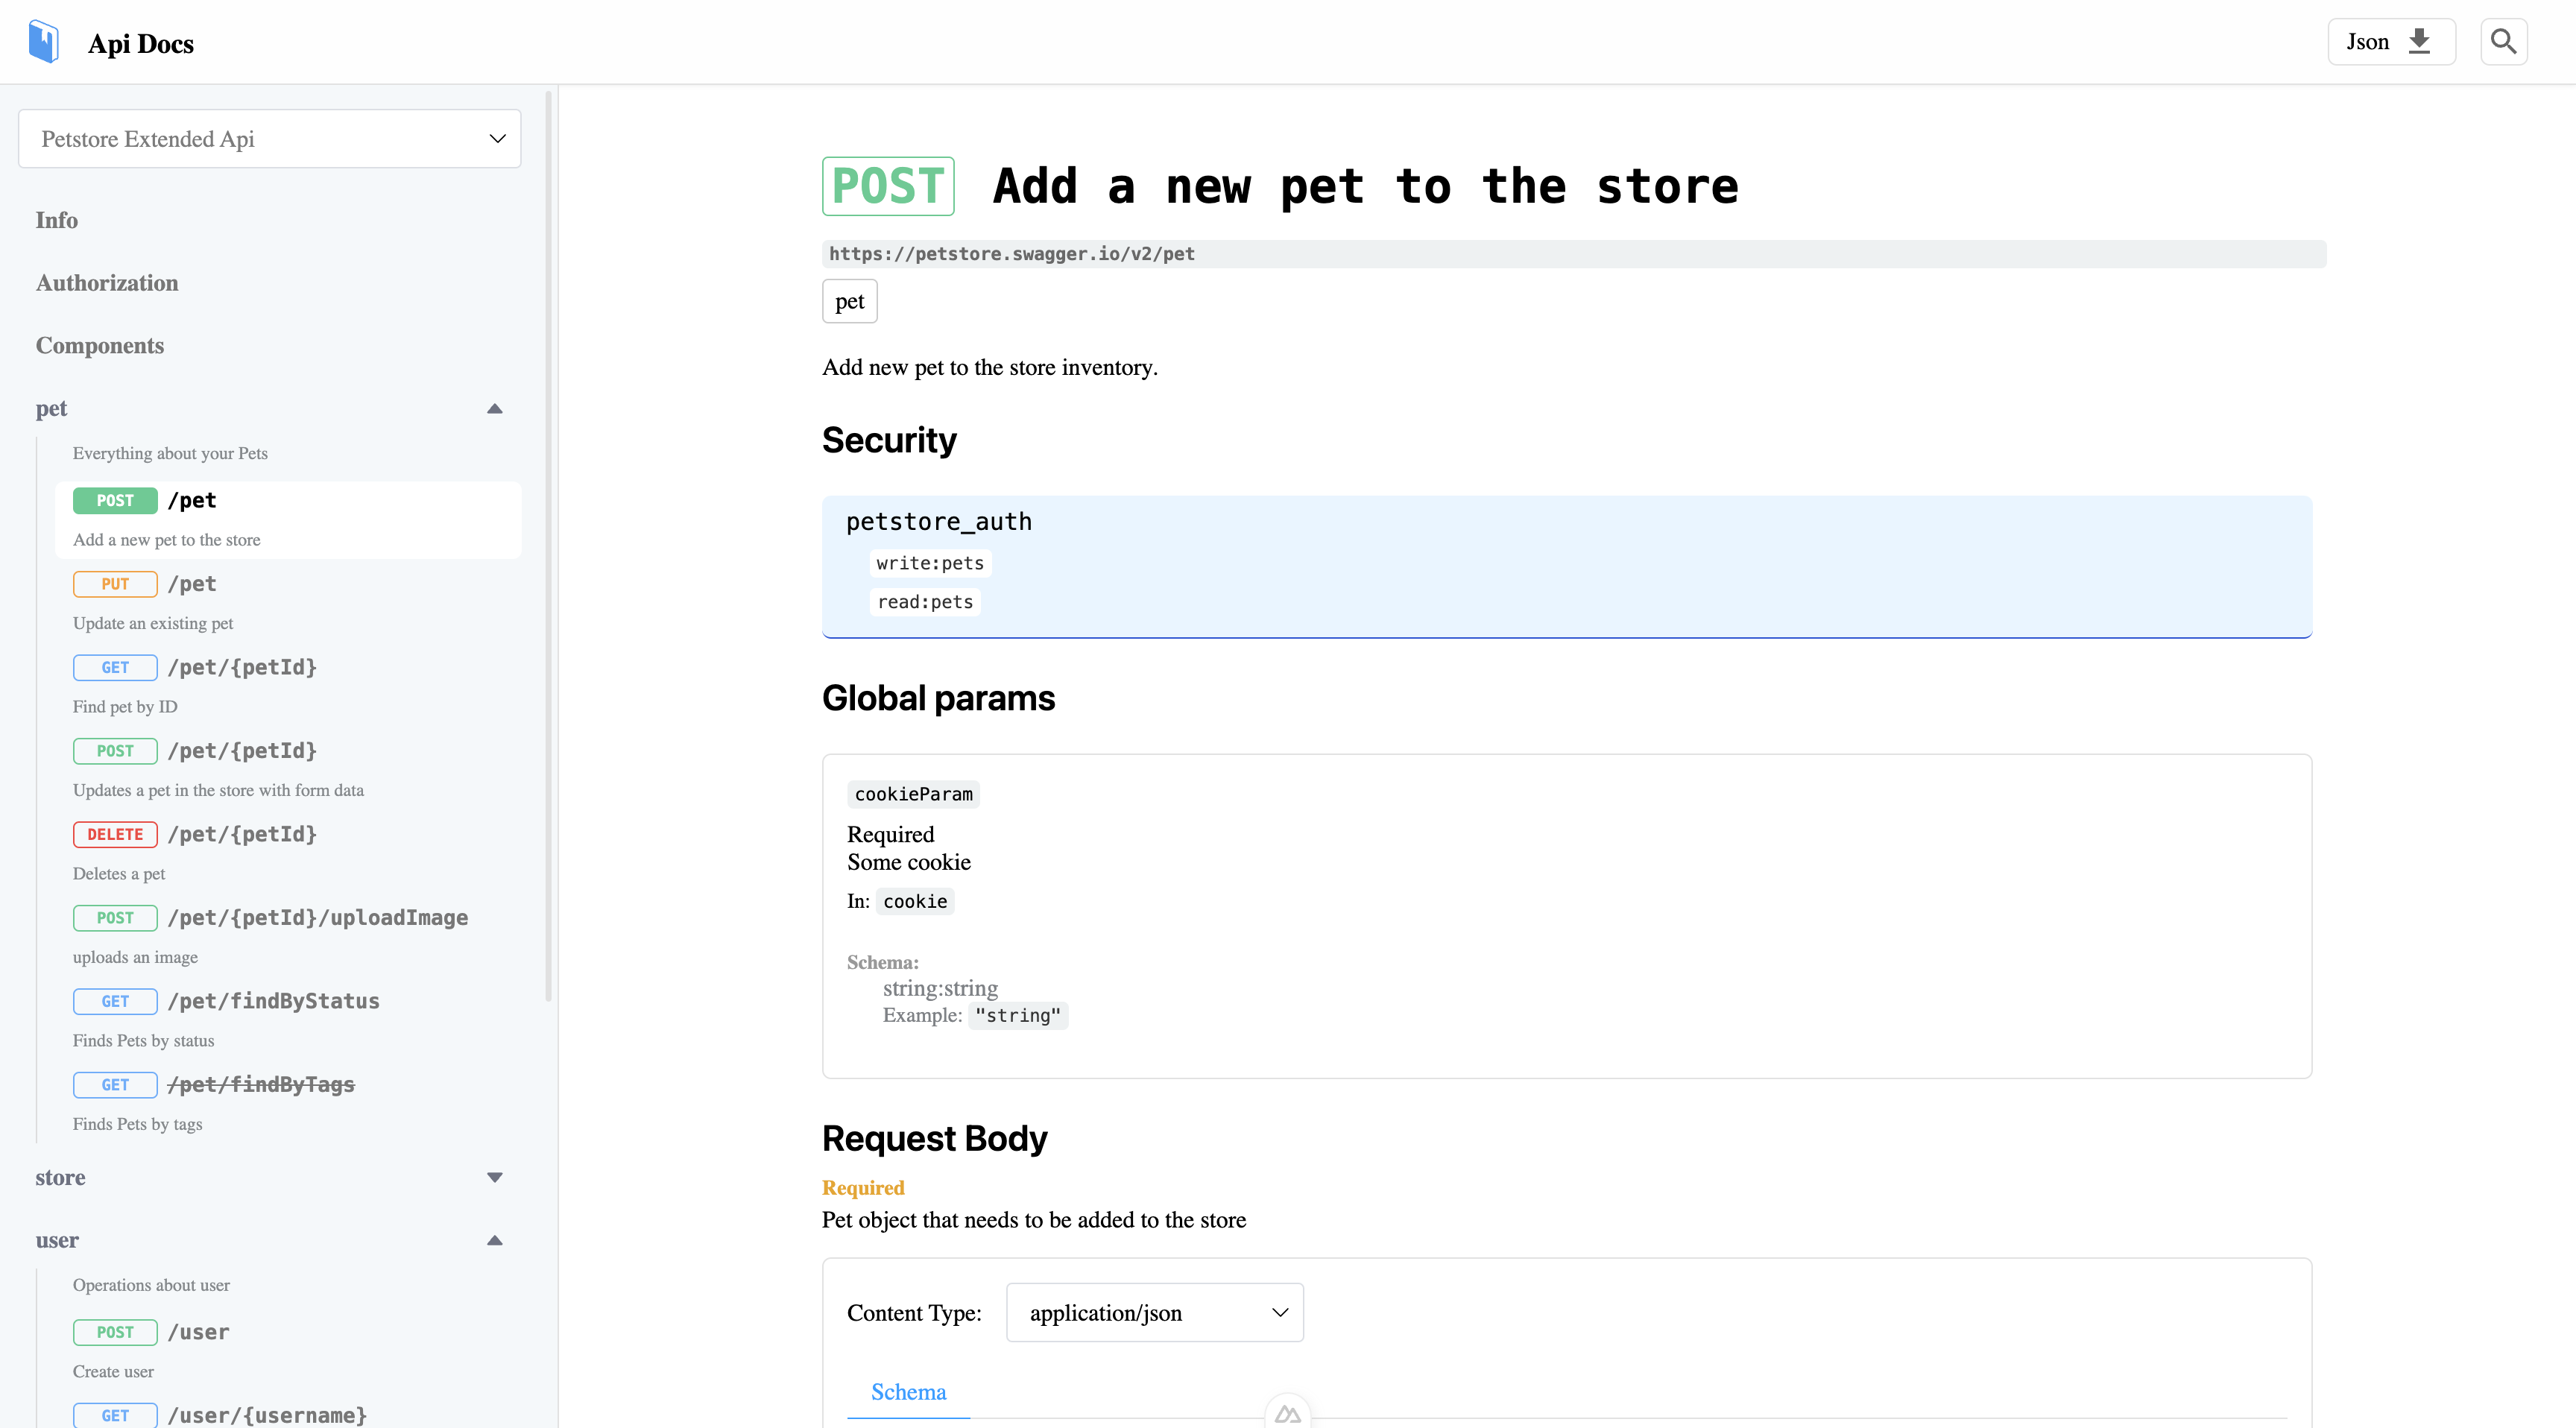 Api Docs
Json
Petstore Extended Api
Info
Authorization
Components
pet
Everything about your Pets
POST /pet
Add a new pet to the store
PUT /pet
Update an existing pet
GET /pet/{petId}
Find pet by ID
POST /pet/{petId}
Updates a pet in the store with form data
DELETE /pet/{petId}
Deletes a pet
POST /pet/{petId}/uploadImage
uploads an image
GET /pet/findByStatus
Finds Pets by status
GET /pet/findByTags
Finds Pets by tags
store
user
Operations about user
POST /user
Create user
GET /user/{username}
POST Add a new pet to the store
https://petstore.swagger.io/v2/pet
pet
Add new pet to the store inventory.
Security
petstore_auth
write:pets
read:pets
Global params
cookieParam
Required
Some cookie
In: cookie
Schema:
string:string
Example: "string"
Request Body
Required
Pet object that needs to be added to the store
Content Type: application/json
Schema